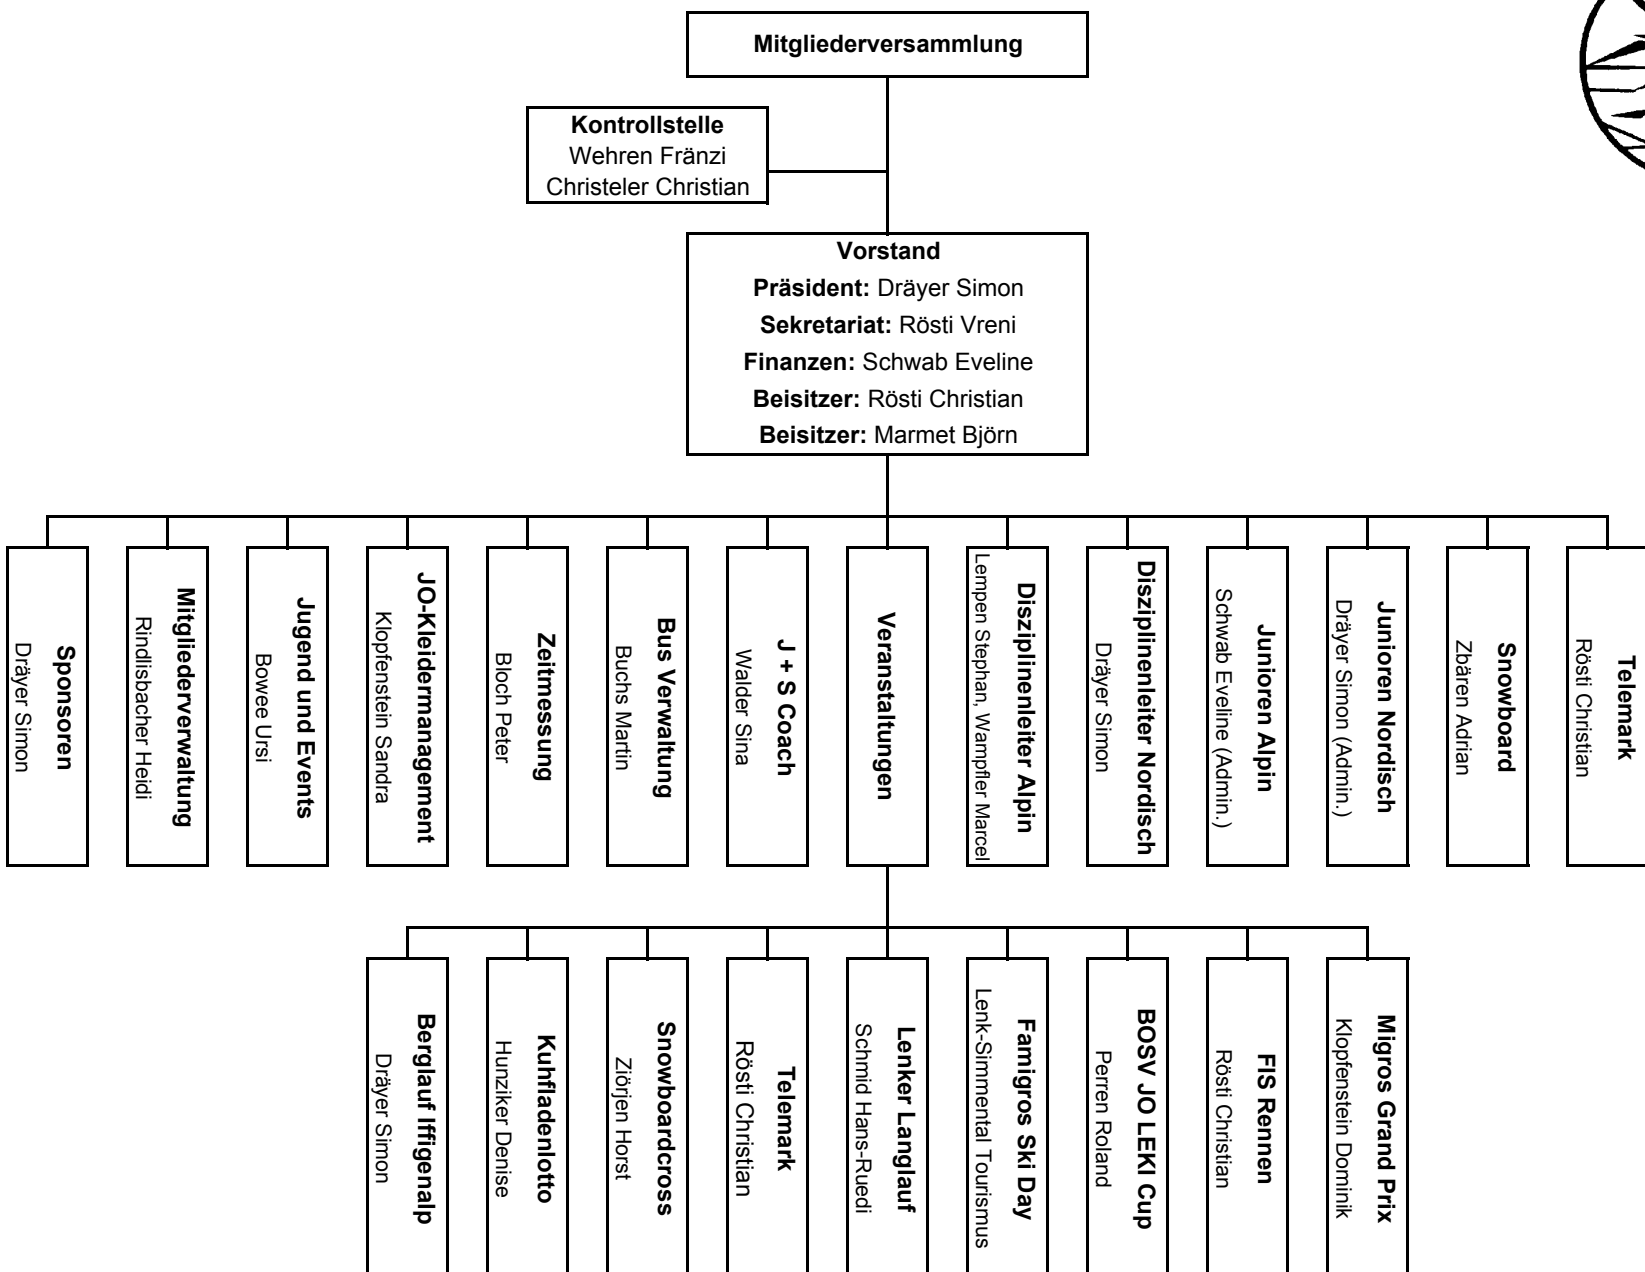 Mitgliederversammlung
Kontrollstelle
Wehren Fränzi
Christeler Christian
Vorstand
Präsident: Dräyer Simon
Sekretariat: Rösti Vreni
Finanzen: Schwab Eveline
Beisitzer: Rösti Christian
Beisitzer: Marmet Björn
Sponsoren
Dräyer Simon
Mitgliederverwaltung
Rindlisbacher Heidi
Jugend und Events
Bowee Ursi
JO-Kleidermanagement
Klopfenstein Sandra
Zeitmessung
Bloch Peter
Bus Verwaltung
Buchs Martin
J + S Coach
Walder Sina
Veranstaltungen
Disziplinenleiter Alpin
Lempen Stephan, Wampfler Marcel
Disziplinenleiter Nordisch
Dräyer Simon
Junioren Alpin
Schwab Eveline (Admin.)
Junioren Nordisch
Dräyer Simon (Admin.)
Snowboard
Zbären Adrian
Telemark
Rösti Christian
Berglauf Iffigenalp
Dräyer Simon
Kuhfladenlotto
Hunziker Denise
Snowboardcross
Ziörjen Horst
Telemark
Rösti Christian
Lenker Langlauf
Schmid Hans-Ruedi
Famigros Ski Day
Lenk-Simmental Tourismus
BOSV JO LEKI Cup
Perren Roland
FIS Rennen
Rösti Christian
Migros Grand Prix
Klopfenstein Dominik